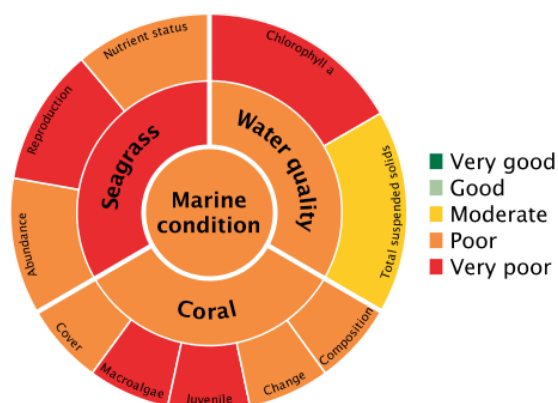 Nutrient status
Chlorophyll a
Reproduction
Seagrass
Water quality
Total suspended solids
Abundance
Marine
condition
Coral
Cover
Macroalgae
Juvenile
Change
Composition
Very good
Good
Moderate
Poor
Very poor